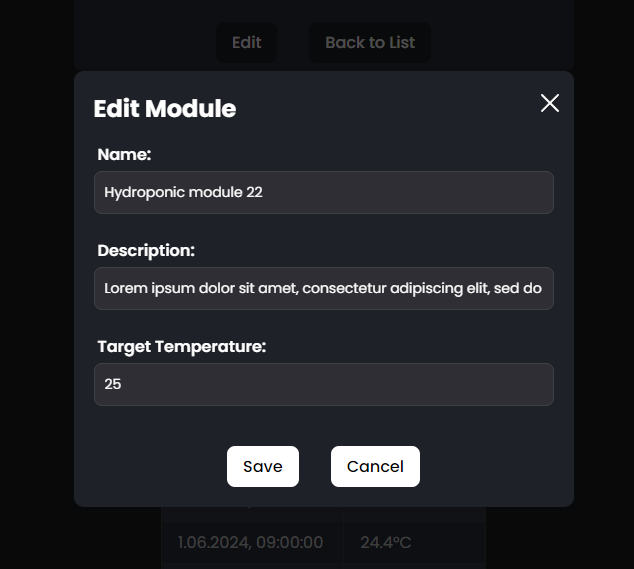 Edit
Back to List
Edit Module
Name:
Hydroponic module 22
Description:
Lorem ipsum dolor sit amet, consectetur adipiscing elit, sed do
Target Temperature:
25
Save
Cancel
1.06.2024, 09:00:00
24.4°C